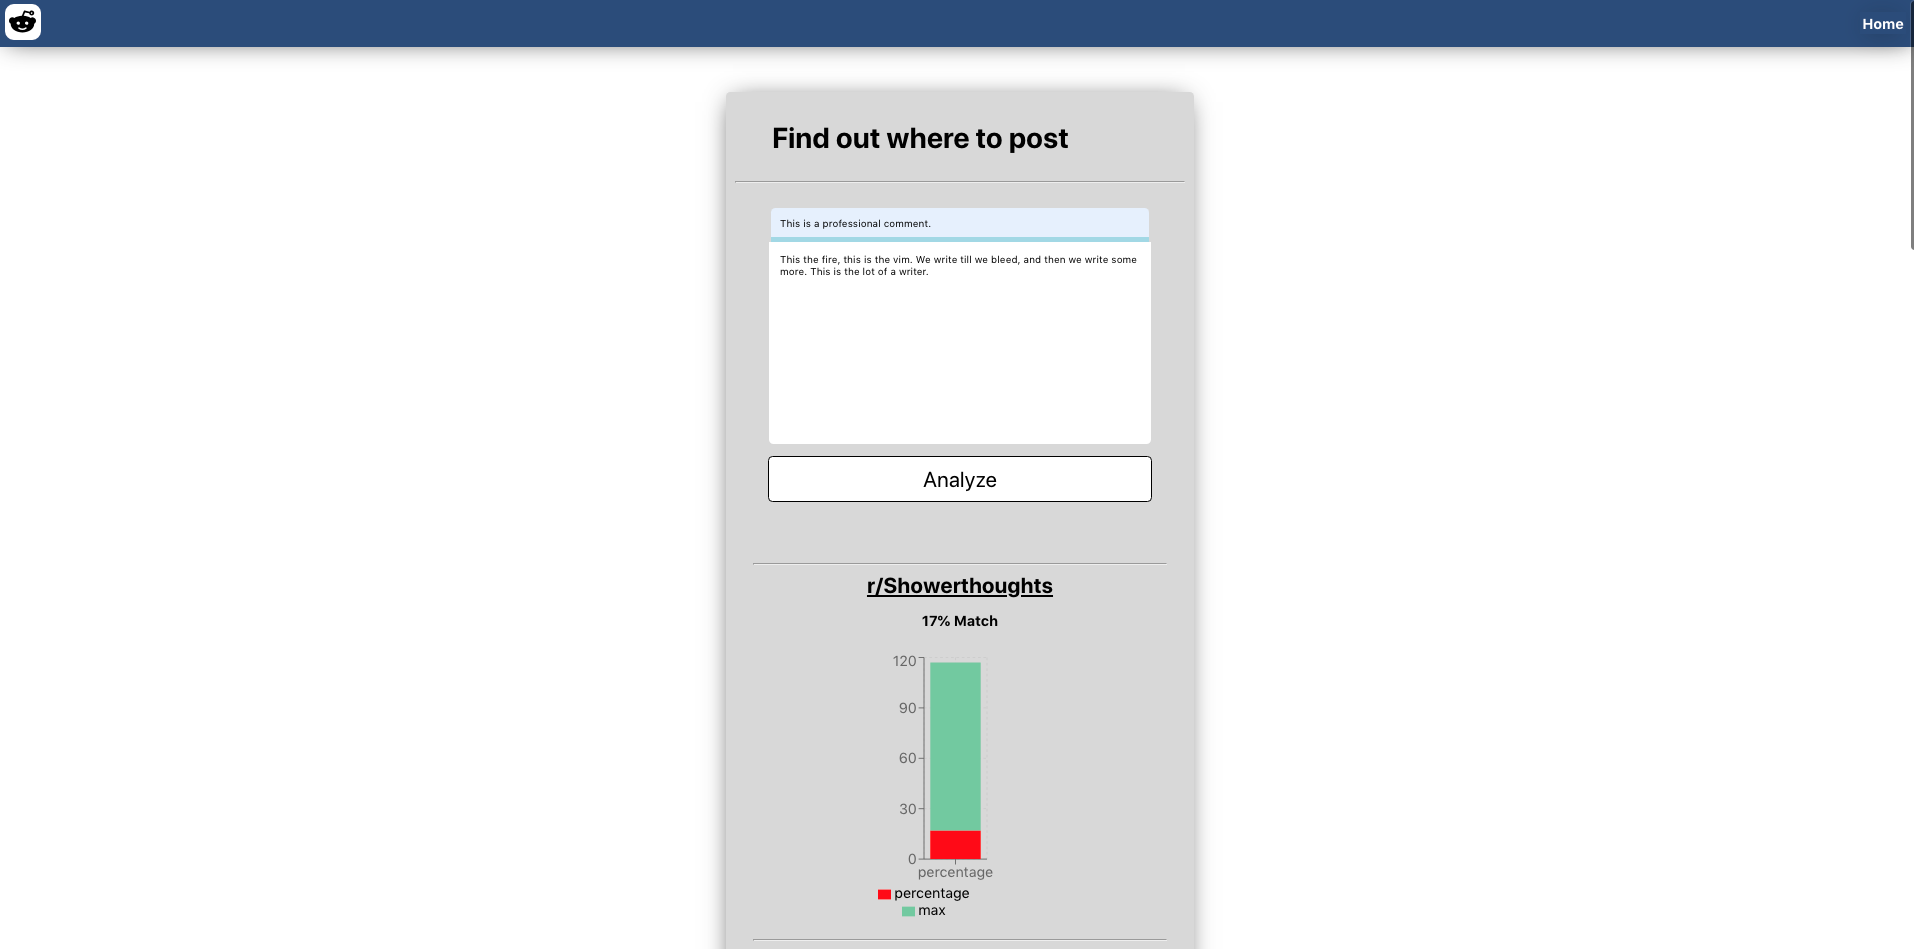 Home
Find out where to post
This is a professional comment.
This the fire, this is the vim. We write till we bleed, and then we write some
more. This is the lot of a writer.
Analyze
r/Showerthoughts
17% Match
120
90
60
30
0
percentage
percentage
max